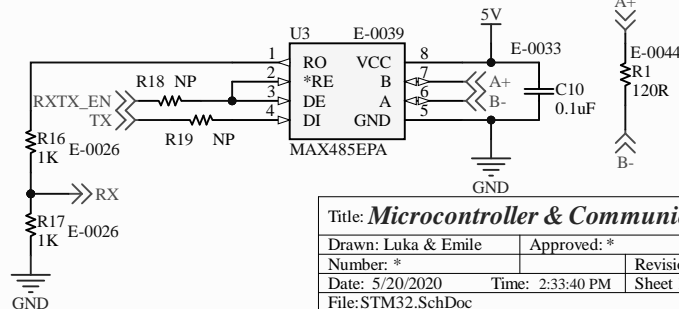 5V
A+
U3 E-0039
1 RO VCC 8
E-0033
E-0044
R18 NP
2 *RE B 7 A+
R1
120R
RXTX_EN
3 DE A 6 B-
C10
0.1uF
TX
4 DI GND 5
R19 NP
MAX485EPA
R16
1K E-0026
B-
GND
RX
R17
1K E-0026
GND
Title: Microcontroller & Communi
Drawn: Luka & Emile Approved: *
Number: * Revisi
Date: 5/20/2020 Time: 2:33:40 PM Sheet
File:STM32.SchDoc